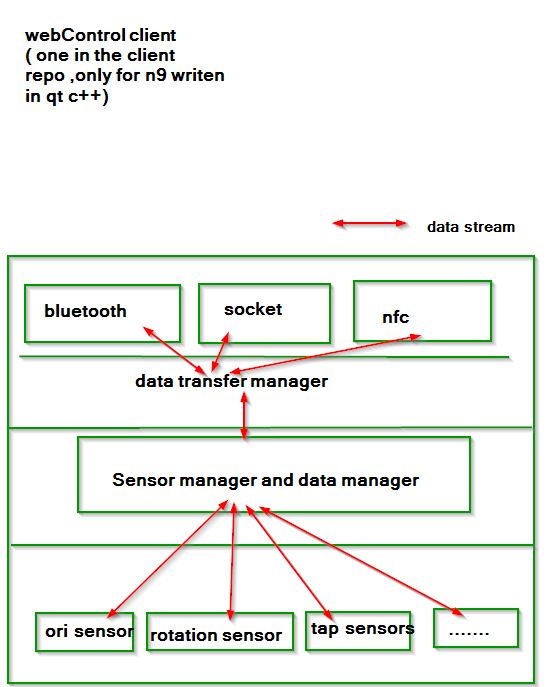 webControl client
( one in the client
repo ,only for n9 writen
in qt c++)
data stream
bluetooth
socket
nfc
data transfer manager
Sensor manager and data manager
ori sensor
rotation sensor
tap sensors
.......